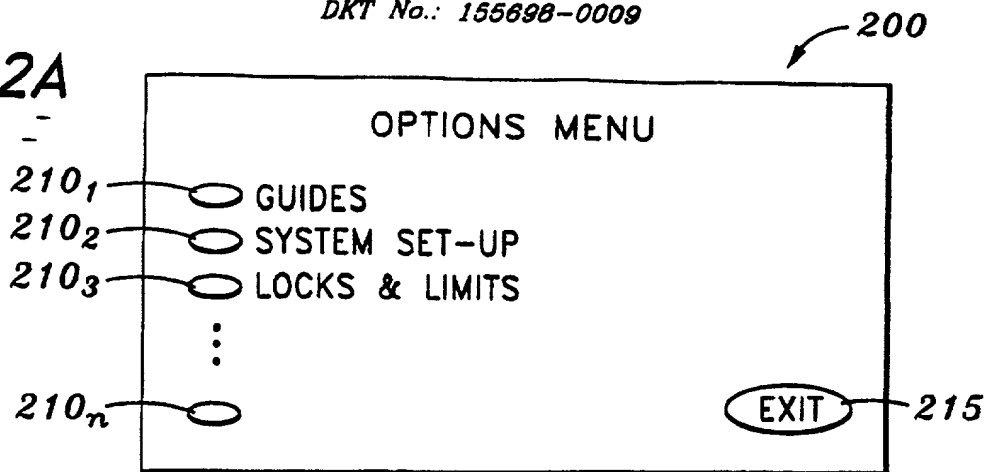 DKT No.: 155698-0009
200
2A
OPTIONS MENU
210₁ GUIDES
210₂ SYSTEM SET-UP
210₃ LOCKS & LIMITS
210ₙ EXIT 215